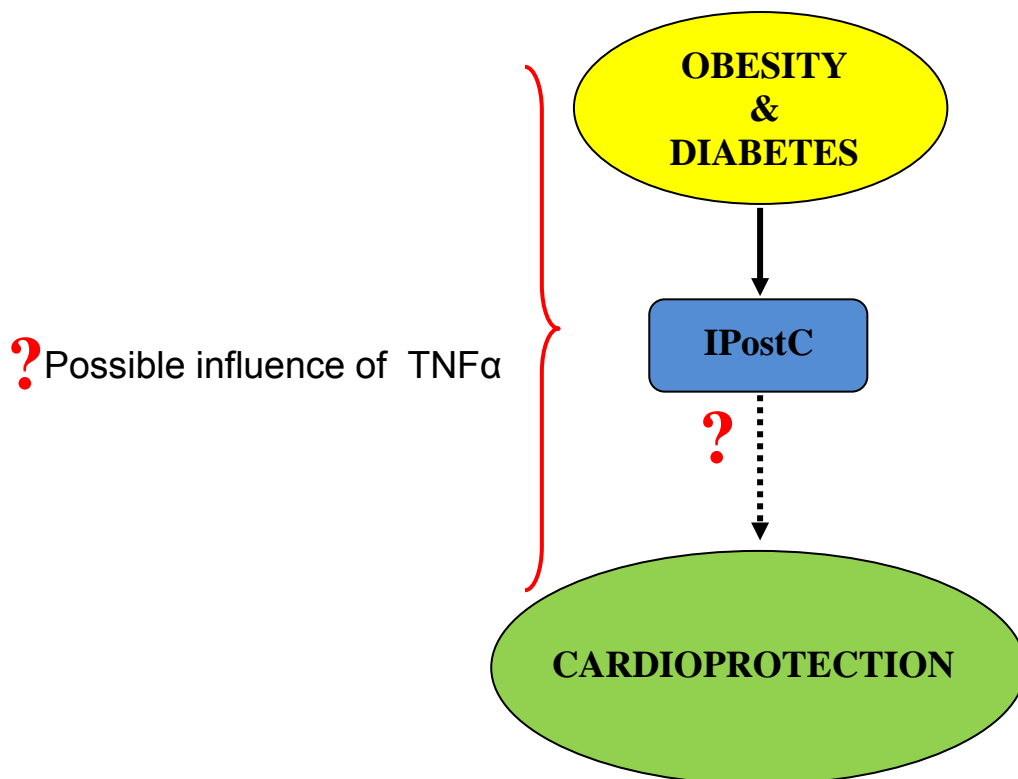 OBESITY
&
DIABETES
IPostC
?Possible influence of TNFα
?
CARDIOPROTECTION